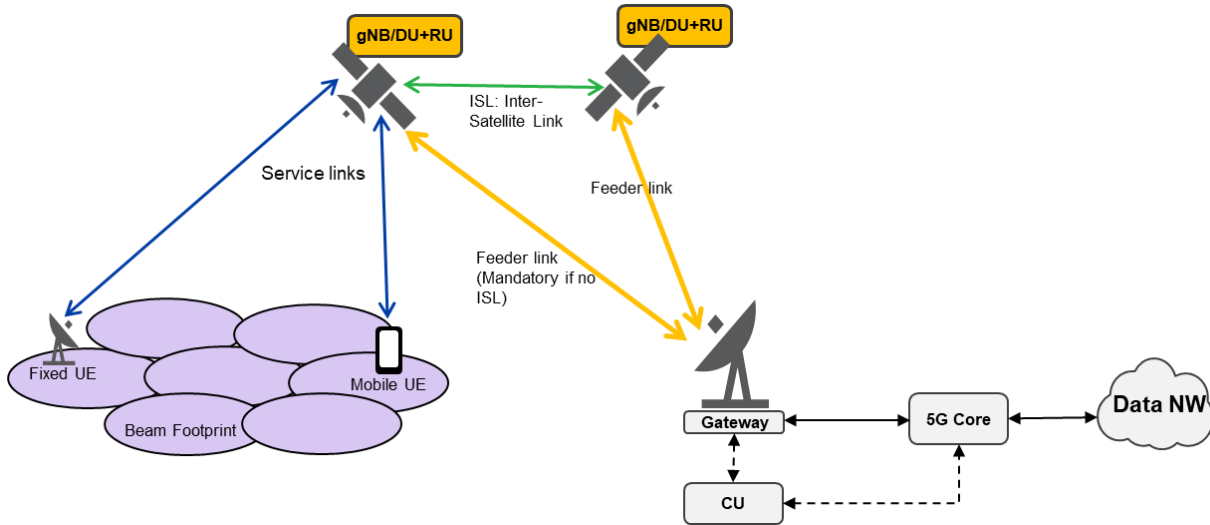 gNB/DU+RU
gNB/DU+RU
ISL: Inter-
Satellite Link
Service links
Feeder link
Feeder link
(Mandatory if no
ISL)
Fixed UE
Mobile UE
Beam Footprint
Gateway
5G Core
Data NW
CU